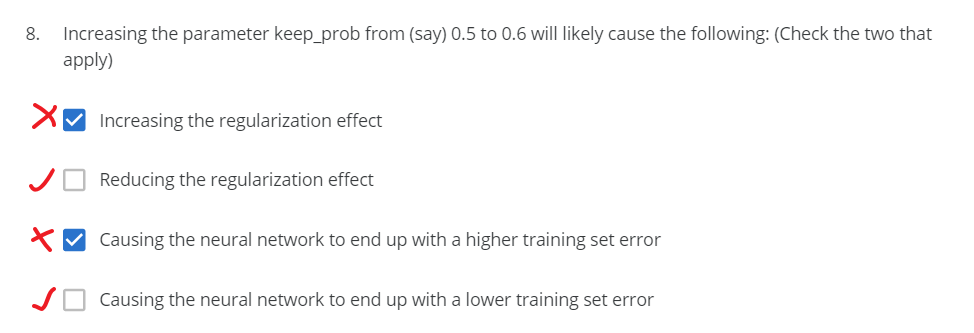 8. Increasing the parameter keep_prob from (say) 0.5 to 0.6 will likely cause the following: (Check the two that
apply)
Increasing the regularization effect
Reducing the regularization effect
Causing the neural network to end up with a higher training set error
Causing the neural network to end up with a lower training set error